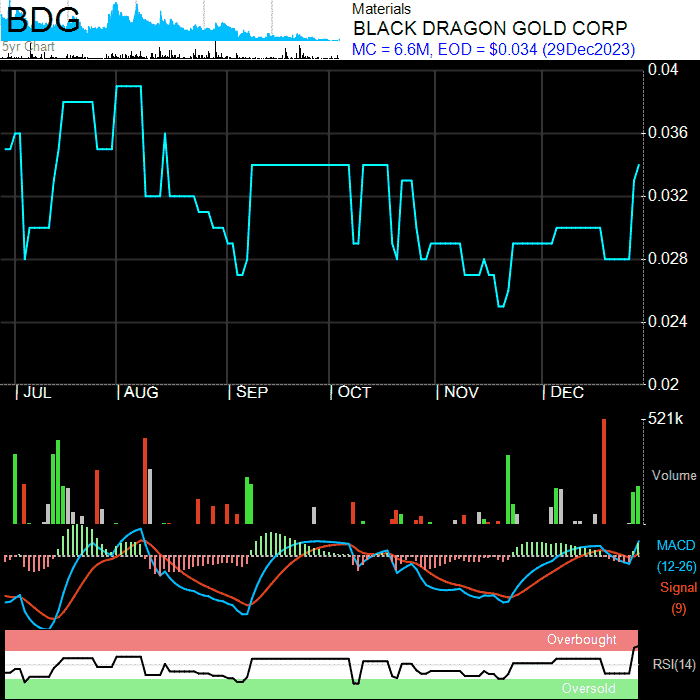 BDG
5yr Chart
Materials
BLACK DRAGON GOLD CORP
MC = 6.6M, EOD = $0.034 (29Dec2023)
0.04
0.036
0.032
0.028
0.024
0.02
JUL AUG SEP OCT NOV DEC
521k
Volume
MACD
(12-26)
Signal
(9)
Overbought
RSI(14)
Oversold